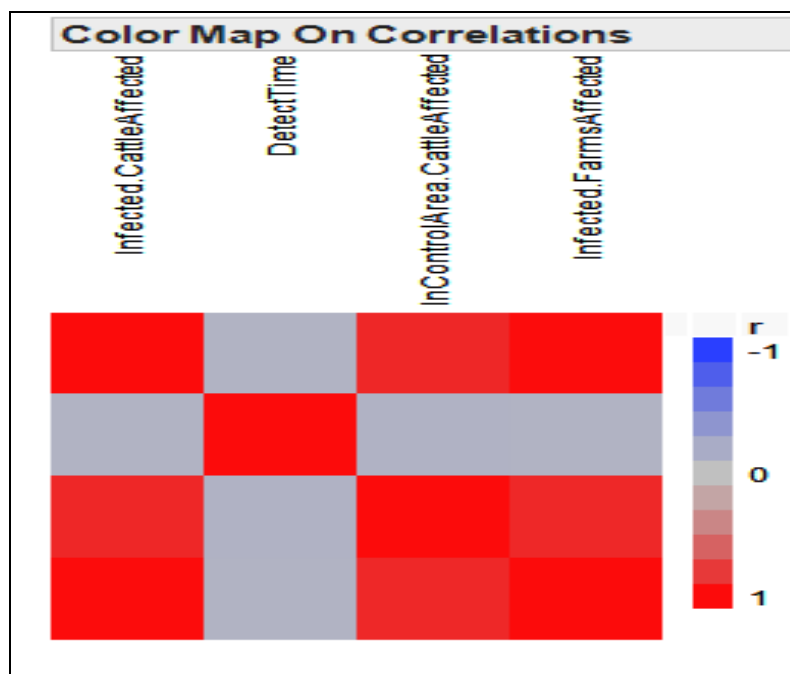 Color Map On Correlations
Infected.CattleAffected
DetectTime
InControlArea.CattleAffected
Infected.FarmsAffected
r
-1
0
1